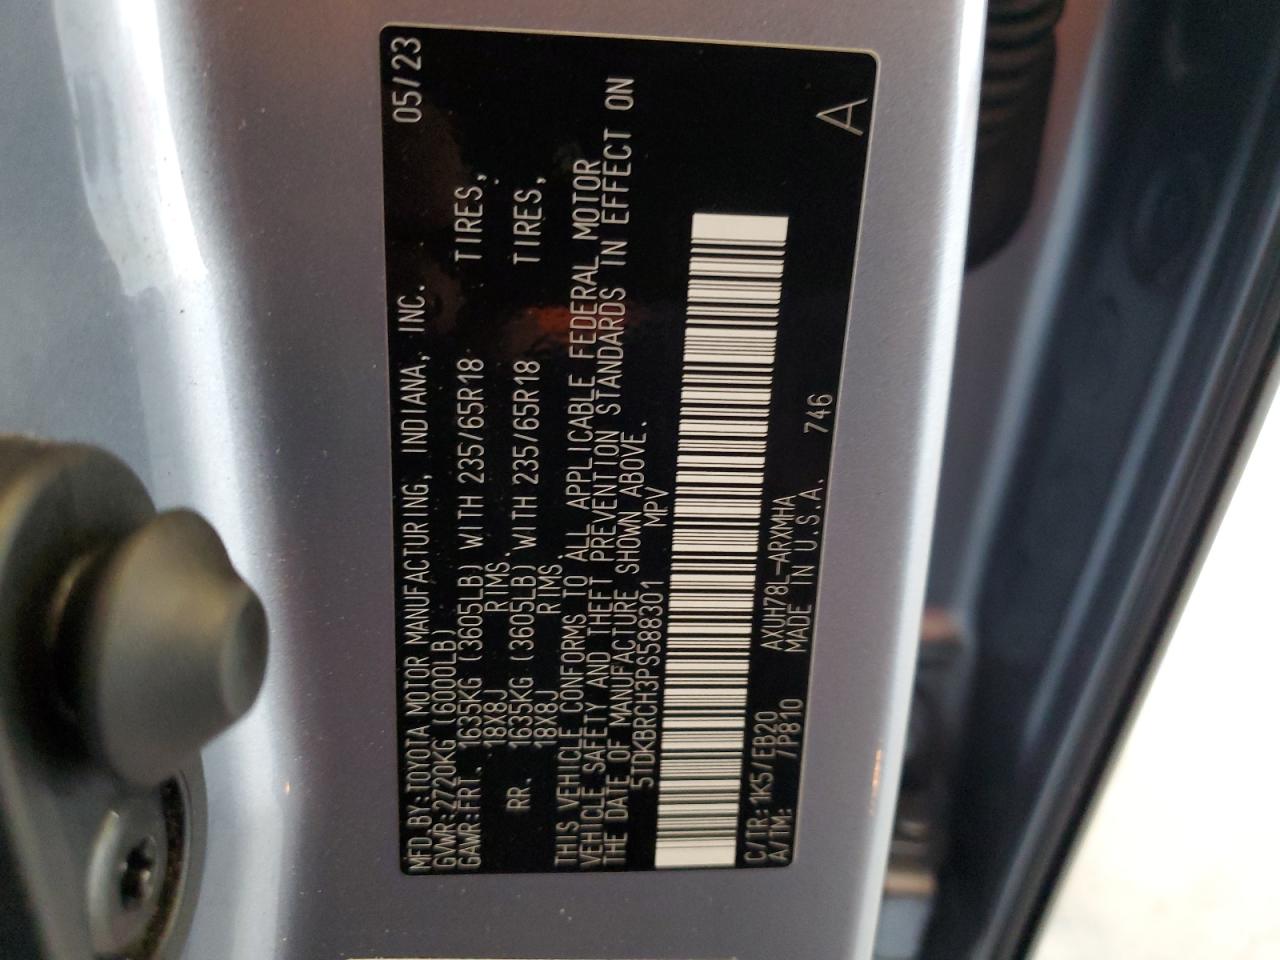 MFD.BY:TOYOTA MOTOR MANUFACTURING, INDIANA, INC. 05/23
GVWR:2720KG (6000LB)
GAWR:FRT. 1635KG (3605LB) WITH 235/65R18 TIRES,
18X8J RIMS.
RR. 1635KG (3605LB) WITH 235/65R18 TIRES,
18X8J RIMS.
THIS VEHICLE CONFORMS TO ALL APPLICABLE FEDERAL MOTOR
VEHICLE SAFETY AND THEFT PREVENTION STANDARDS IN EFFECT ON
THE DATE OF MANUFACTURE SHOWN ABOVE.
5TDKBRCH3PS588301 MPV
C/TR:1K5/EB20 AXUH78L-ARXMHA
A/TM: 7P810 MADE IN U.S.A. 746
A